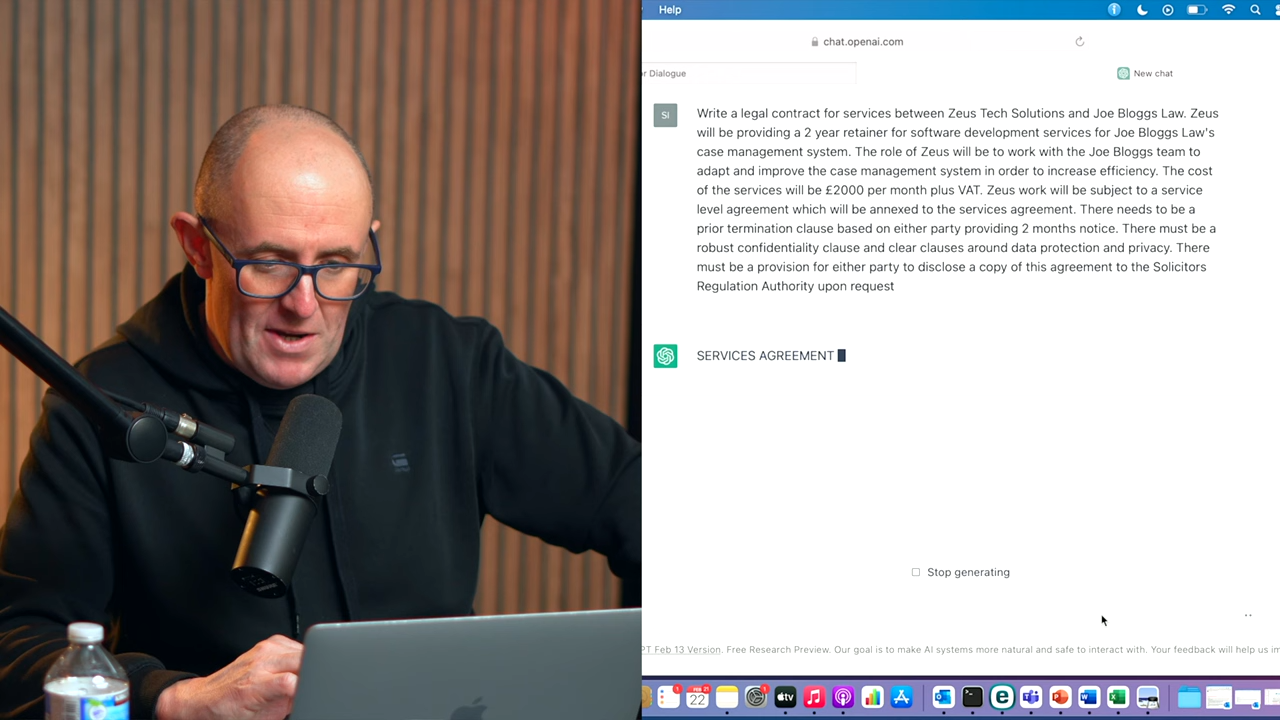 Help
chat.openai.com
r Dialogue
New chat
SI
Write a legal contract for services between Zeus Tech Solutions and Joe Bloggs Law. Zeus
will be providing a 2 year retainer for software development services for Joe Bloggs Law's
case management system. The role of Zeus will be to work with the Joe Bloggs team to
adapt and improve the case management system in order to increase efficiency. The cost
of the services will be £2000 per month plus VAT. Zeus work will be subject to a service
level agreement which will be annexed to the services agreement. There needs to be a
prior termination clause based on either party providing 2 months notice. There must be a
robust confidentiality clause and clear clauses around data protection and privacy. There
must be a provision for either party to disclose a copy of this agreement to the Solicitors
Regulation Authority upon request
SERVICES AGREEMENT
Stop generating
PT Feb 13 Version. Free Research Preview. Our goal is to make AI systems more natural and safe to interact with. Your feedback will help us im
FEB 22 tv